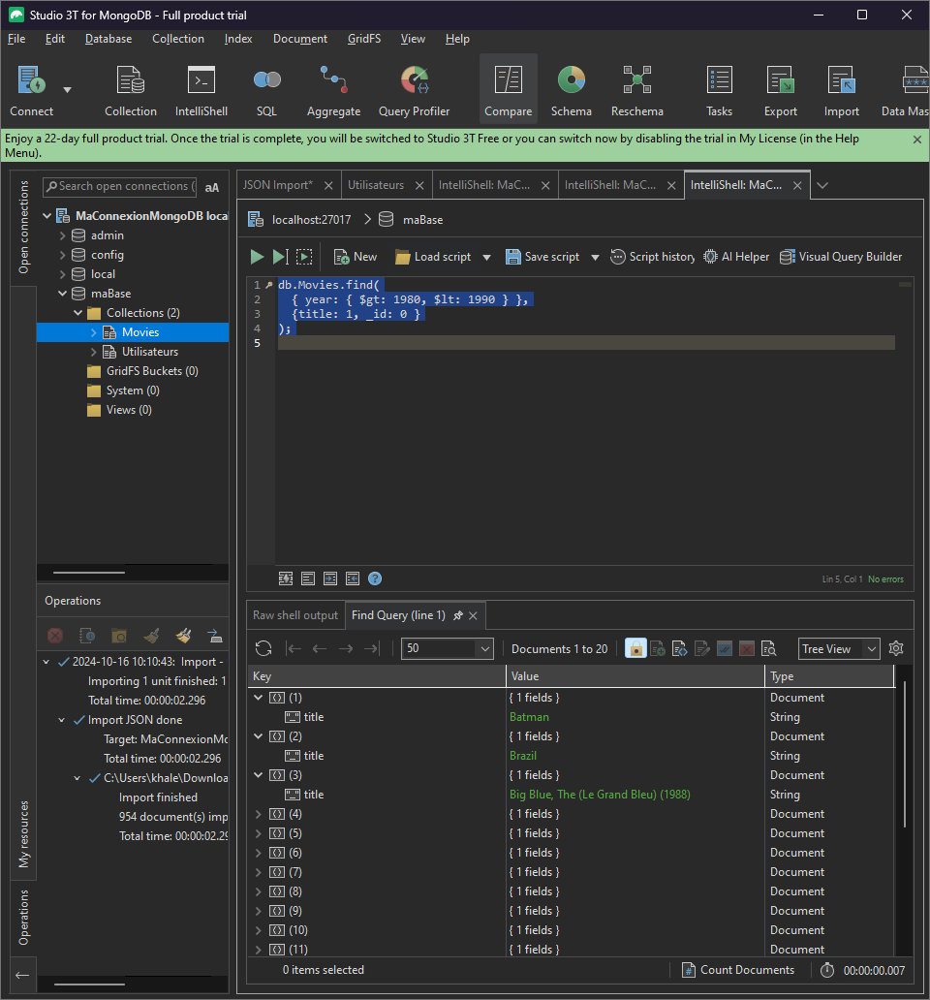 Studio 3T for MongoDB - Full product trial
File Edit Database Collection Index Document GridFS View Help
Connect Collection IntelliShell SQL Aggregate Query Profiler Compare Schema Reschema Tasks Export Import Data Mas
Enjoy a 22-day full product trial. Once the trial is complete, you will be switched to Studio 3T Free or you can switch now by disabling the trial in My License (in the Help
Menu).
Open connections
My resources
Operations
Search open connections ( aA
MaConnexionMongoDB loca
admin
config
local
maBase
Collections (2)
Movies
Utilisateurs
GridFS Buckets (0)
System (0)
Views (0)
Operations
2024-10-16 10:10:43: Import -
Importing 1 unit finished: 1
Total time: 00:00:02.296
Import JSON done
Target: MaConnexionMo
Total time: 00:00:02.296
C:\Users\khale\Downloa
Import finished
954 document(s) imp
Total time: 00:00:02.29
JSON Import* Utilisateurs IntelliShell: MaC... IntelliShell: MaC... IntelliShell: MaC...
localhost:27017 maBase
New Load script Save script Script history AI Helper Visual Query Builder
1 db.Movies.find(
2 { year: { $gt: 1980, $lt: 1990 } },
3 {title: 1, _id: 0 }
4 );
5
Lin 5, Col 1 No errors
Raw shell output Find Query (line 1)
50 Documents 1 to 20 Tree View
Key Value Type
(1) { 1 fields } Document
title Batman String
(2) { 1 fields } Document
title Brazil String
(3) { 1 fields } Document
title Big Blue, The (Le Grand Bleu) (1988) String
(4) { 1 fields } Document
(5) { 1 fields } Document
(6) { 1 fields } Document
(7) { 1 fields } Document
(8) { 1 fields } Document
(9) { 1 fields } Document
(10) { 1 fields } Document
(11) { 1 fields } Document
0 items selected Count Documents 00:00:00.007